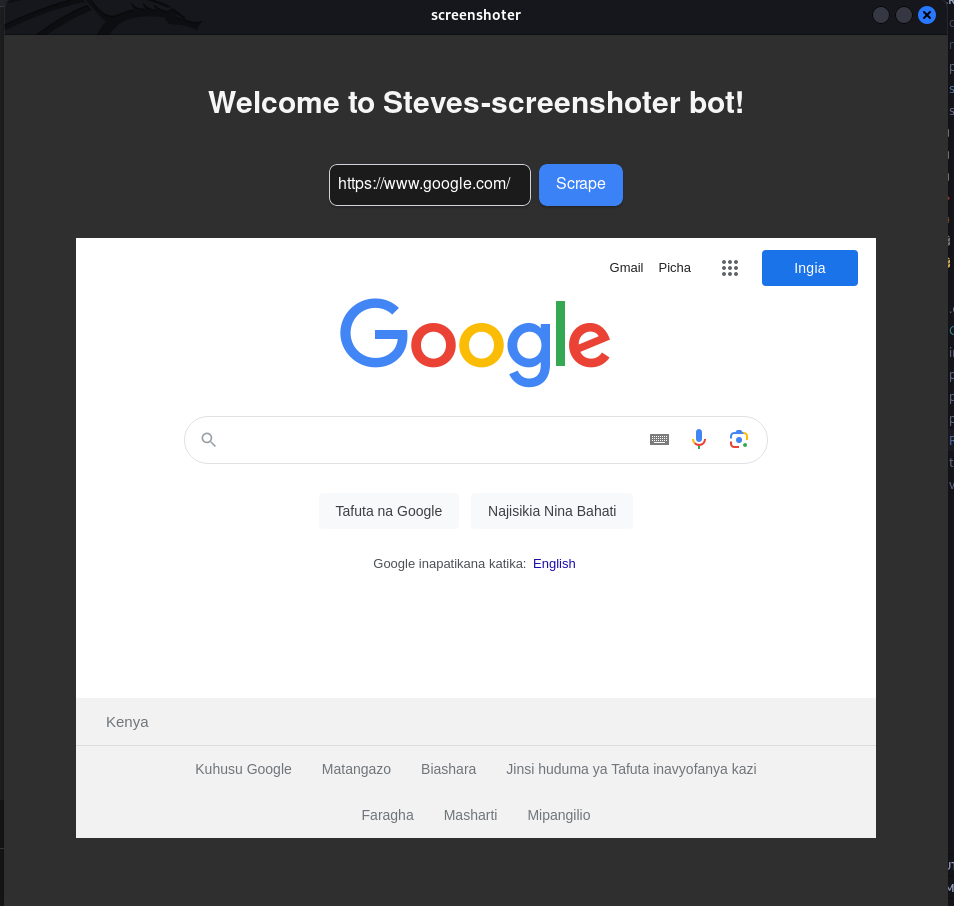 screenshoter
Welcome to Steves-screenshoter bot!
https://www.google.com/ Scrape
Gmail Picha Ingia
Google
Tafuta na Google Najisikia Nina Bahati
Google inapatikana katika: English
Kenya
Kuhusu Google Matangazo Biashara Jinsi huduma ya Tafuta inavyofanya kazi
Faragha Masharti Mipangilio